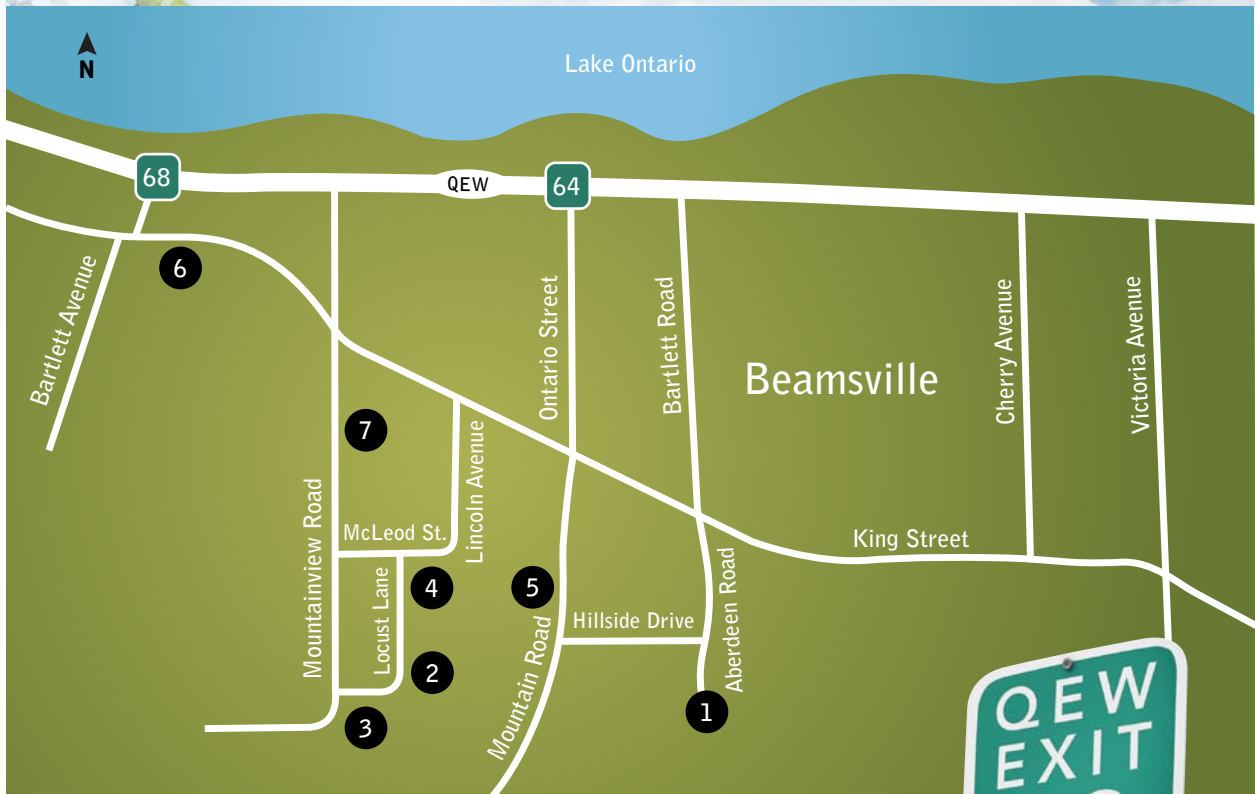 N
Lake Ontario
68
QEW
64
6
Bartlett Avenue
Ontario Street
Bartlett Road
Beamsville
Cherry Avenue
Victoria Avenue
7
Mountainview Road
McLeod St.
Lincoln Avenue
King Street
Locust Lane
4
5
Hillside Drive
Aberdeen Road
2
Mountain Road
1
3
QEW
EXIT